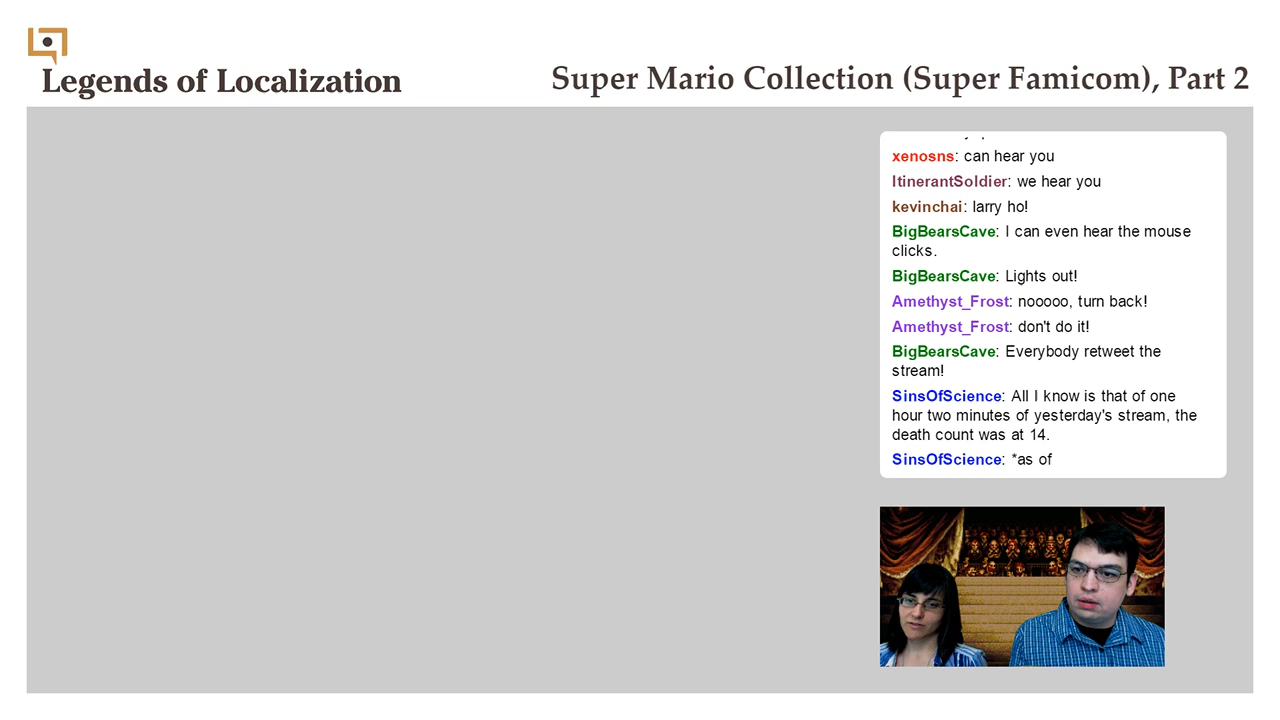 Legends of Localization
Super Mario Collection (Super Famicom), Part 2
xenosns: can hear you
ItinerantSoldier: we hear you
kevinchai: larry ho!
BigBearsCave: I can even hear the mouse
clicks.
BigBearsCave: Lights out!
Amethyst_Frost: nooooo, turn back!
Amethyst_Frost: don't do it!
BigBearsCave: Everybody retweet the
stream!
SinsOfScience: All I know is that of one
hour two minutes of yesterday's stream, the
death count was at 14.
SinsOfScience: *as of